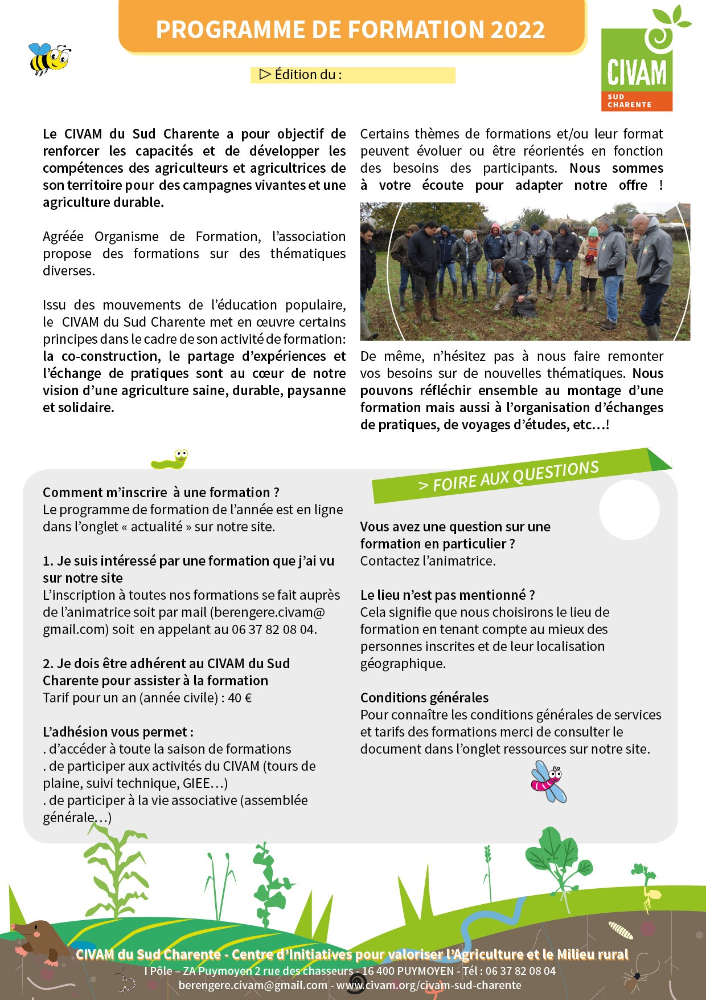 PROGRAMME DE FORMATION 2022
▷ Édition du :
CIVAM
SUD
CHARENTE
Le CIVAM du Sud Charente a pour objectif de
renforcer les capacités et de développer les
compétences des agriculteurs et agricultrices de
son territoire pour des campagnes vivantes et une
agriculture durable.
Agréée Organisme de Formation, l’association
propose des formations sur des thématiques
diverses.
Issu des mouvements de l’éducation populaire,
le CIVAM du Sud Charente met en œuvre certains
principes dans le cadre de son activité de formation:
la co-construction, le partage d’expériences et
l’échange de pratiques sont au cœur de notre
vision d’une agriculture saine, durable, paysanne
et solidaire.
Certains thèmes de formations et/ou leur format
peuvent évoluer ou être réorientés en fonction
des besoins des participants. Nous sommes
à votre écoute pour adapter notre offre !
De même, n’hésitez pas à nous faire remonter
vos besoins sur de nouvelles thématiques. Nous
pouvons réfléchir ensemble au montage d’une
formation mais aussi à l’organisation d’échanges
de pratiques, de voyages d’études, etc…!
Comment m’inscrire à une formation ?
Le programme de formation de l’année est en ligne
dans l’onglet « actualité » sur notre site.
1. Je suis intéressé par une formation que j’ai vu
sur notre site
L’inscription à toutes nos formations se fait auprès
de l’animatrice soit par mail (berengere.civam@
gmail.com) soit en appelant au 06 37 82 08 04.
2. Je dois être adhérent au CIVAM du Sud
Charente pour assister à la formation
Tarif pour un an (année civile) : 40 €
L’adhésion vous permet :
. d’accéder à toute la saison de formations
. de participer aux activités du CIVAM (tours de
plaine, suivi technique, GIEE…)
. de participer à la vie associative (assemblée
générale…)
> FOIRE AUX QUESTIONS
Vous avez une question sur une
formation en particulier ?
Contactez l’animatrice.
Le lieu n’est pas mentionné ?
Cela signifie que nous choisirons le lieu de
formation en tenant compte au mieux des
personnes inscrites et de leur localisation
géographique.
Conditions générales
Pour connaître les conditions générales de services
et tarifs des formations merci de consulter le
document dans l’onglet ressources sur notre site.
CIVAM du Sud Charente - Centre d’Initiatives pour valoriser l’Agriculture et le Milieu rural
I Pôle – ZA Puymoyen 2 rue des chasseurs - 16 400 PUYMOYEN - Tél : 06 37 82 08 04
berengere.civam@gmail.com - www.civam.org/civam-sud-charente